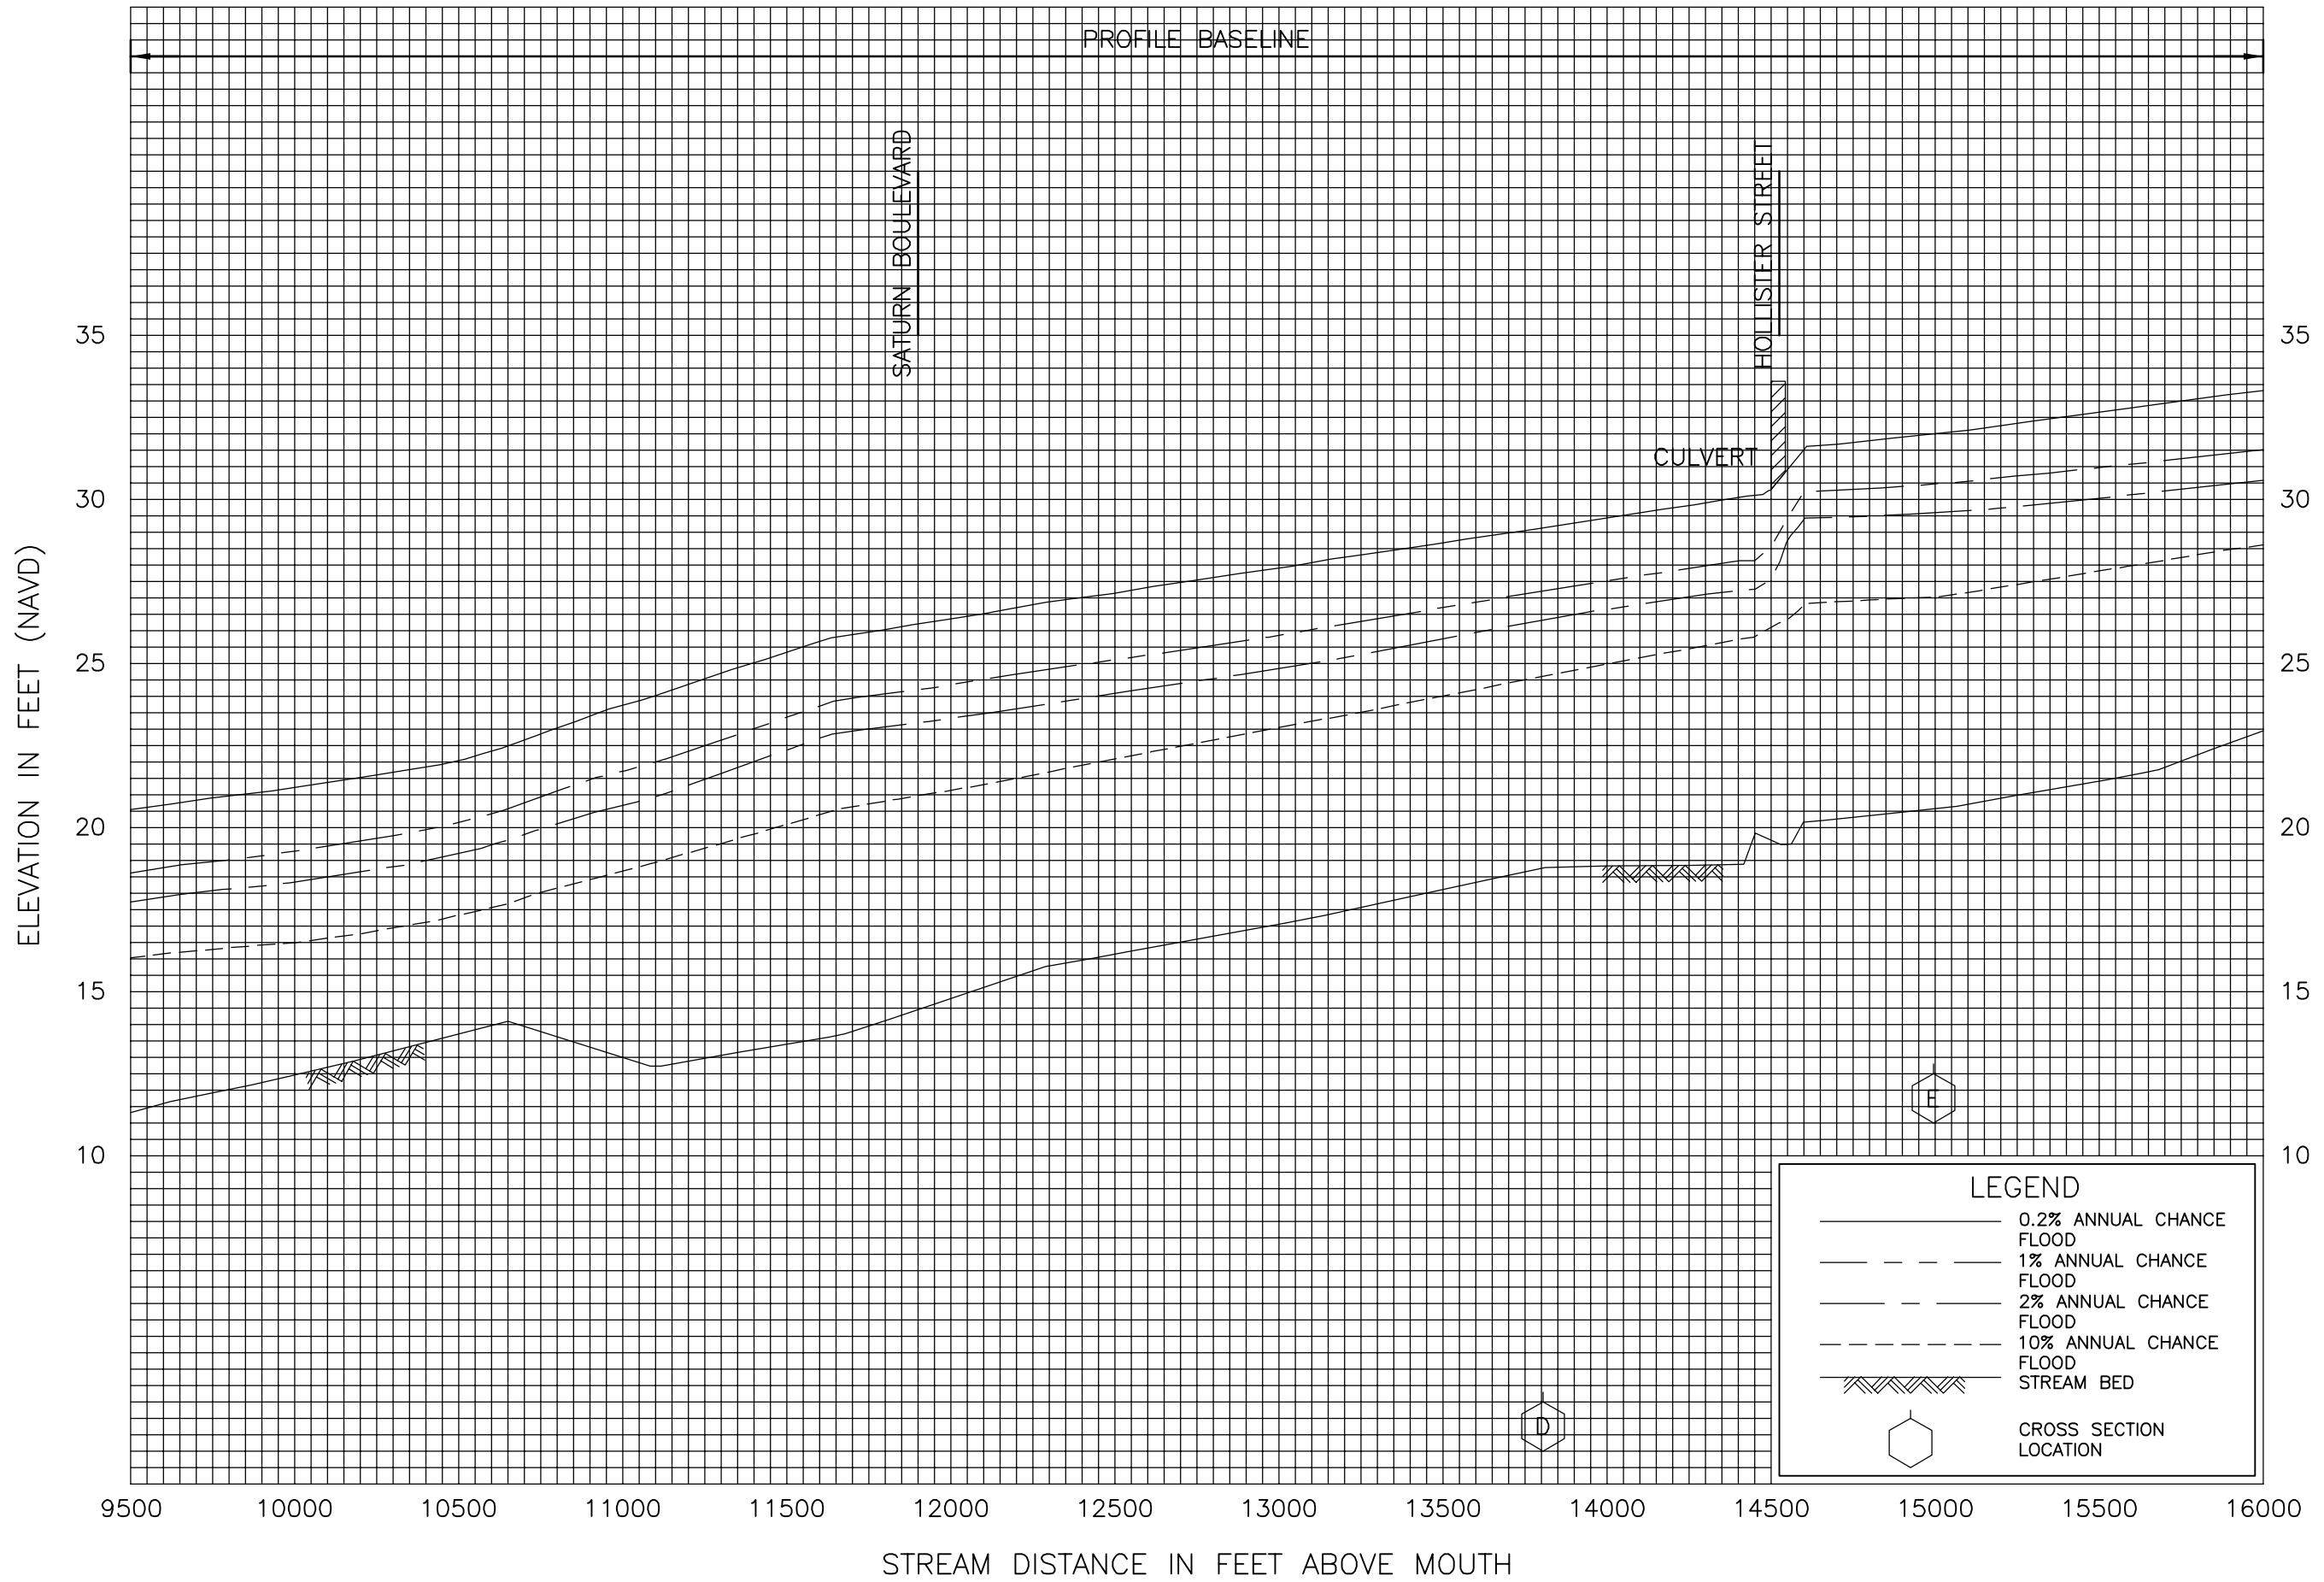 PROFILE BASELINE
SATURN BOULEVARD
HOLLISTER STREET
CULVERT
ELEVATION IN FEET (NAVD)
35
30
25
20
15
10
35
30
25
20
15
10
E
D
LEGEND
0.2% ANNUAL CHANCE
FLOOD
1% ANNUAL CHANCE
FLOOD
2% ANNUAL CHANCE
FLOOD
10% ANNUAL CHANCE
FLOOD
STREAM BED
CROSS SECTION
LOCATION
9500 10000 10500 11000 11500 12000 12500 13000 13500 14000 14500 15000 15500 16000
STREAM DISTANCE IN FEET ABOVE MOUTH